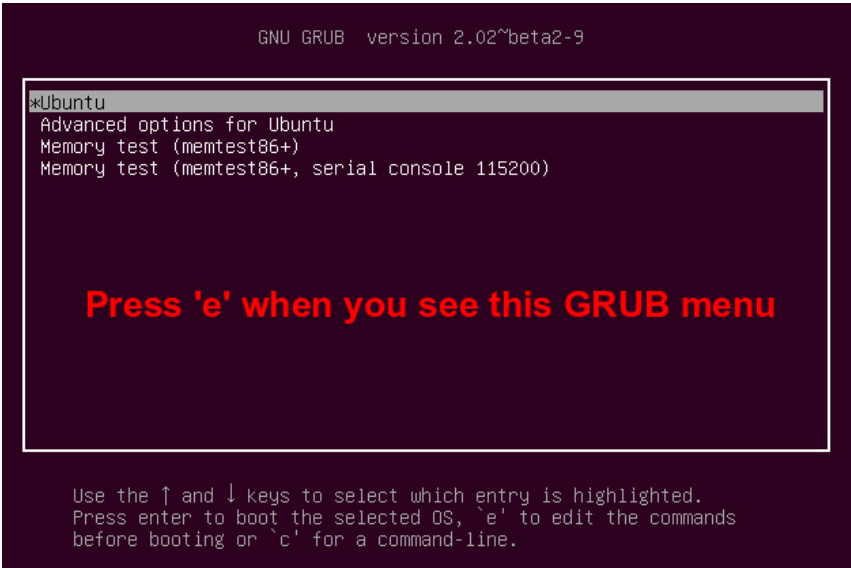 GNU GRUB  version 2.02~beta2-9
*Ubuntu
Advanced options for Ubuntu
Memory test (memtest86+)
Memory test (memtest86+, serial console 115200)
Press 'e' when you see this GRUB menu
Use the ↑ and ↓ keys to select which entry is highlighted.
Press enter to boot the selected OS, `e' to edit the commands
before booting or `c' for a command-line.